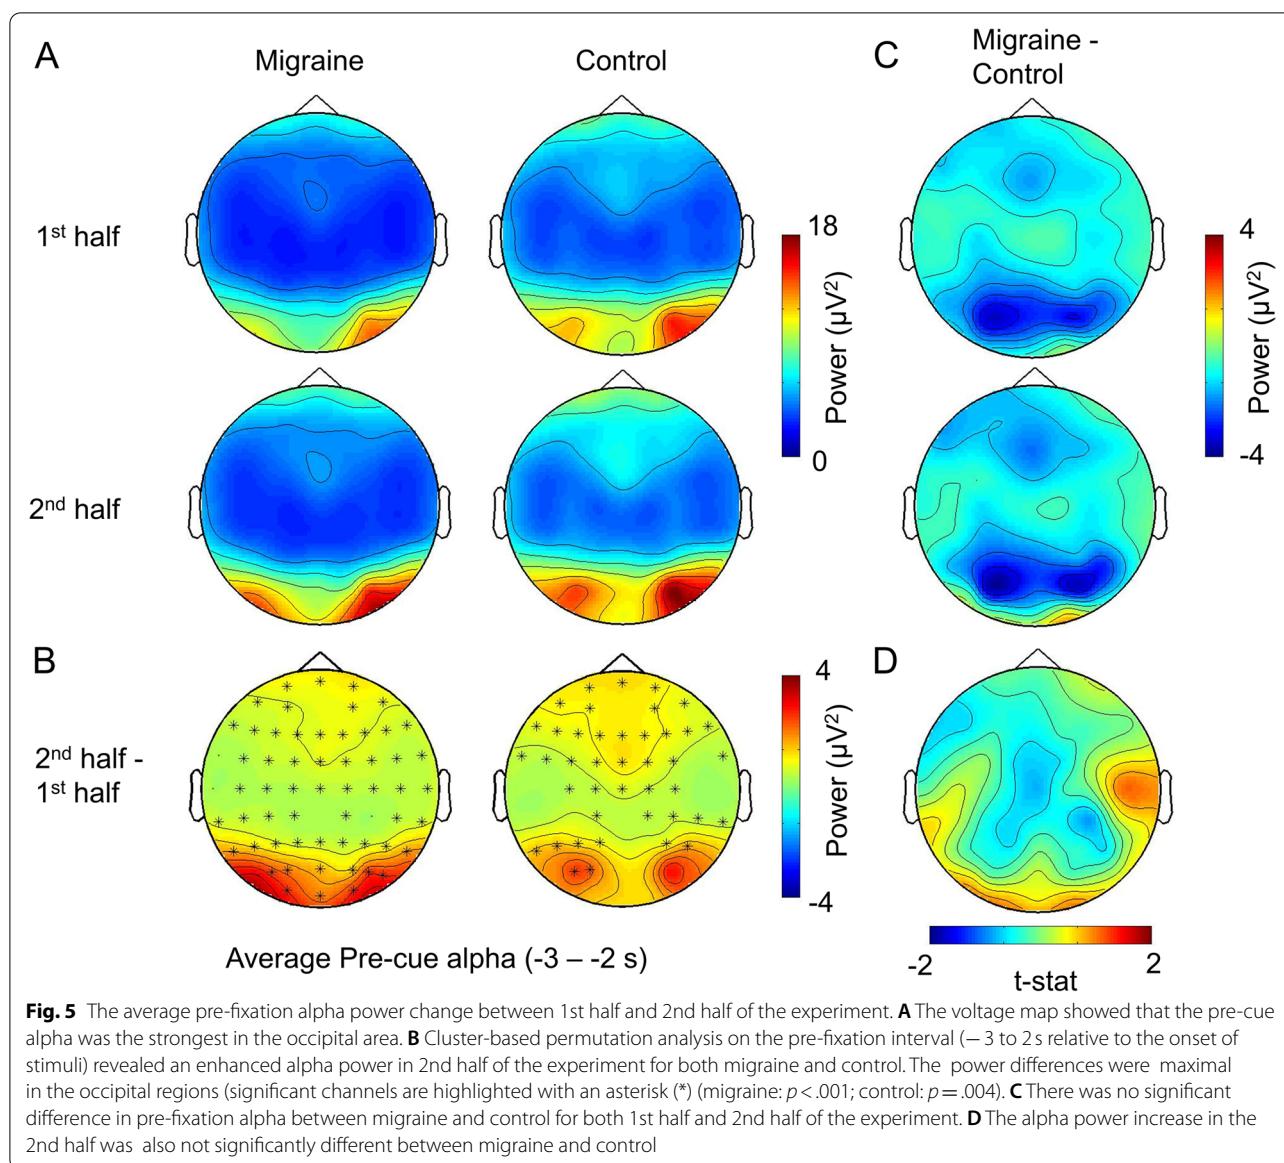 A
Migraine
Control
C
Migraine -
Control
1st half
18
Power (µV²)
0
4
Power (µV²)
-4
2nd half
B
D
2nd half -
1st half
4
Power (µV²)
-4
-2
2
t-stat
Average Pre-cue alpha (-3 – -2 s)
Fig. 5 The average pre-fixation alpha power change between 1st half and 2nd half of the experiment. A The voltage map showed that the pre-cue
alpha was the strongest in the occipital area. B Cluster-based permutation analysis on the pre-fixation interval (− 3 to 2 s relative to the onset of
stimuli) revealed an enhanced alpha power in 2nd half of the experiment for both migraine and control. The power differences were maximal
in the occipital regions (significant channels are highlighted with an asterisk (*) (migraine: p < .001; control: p = .004). C There was no significant
difference in pre-fixation alpha between migraine and control for both 1st half and 2nd half of the experiment. D The alpha power increase in the
2nd half was also not significantly different between migraine and control